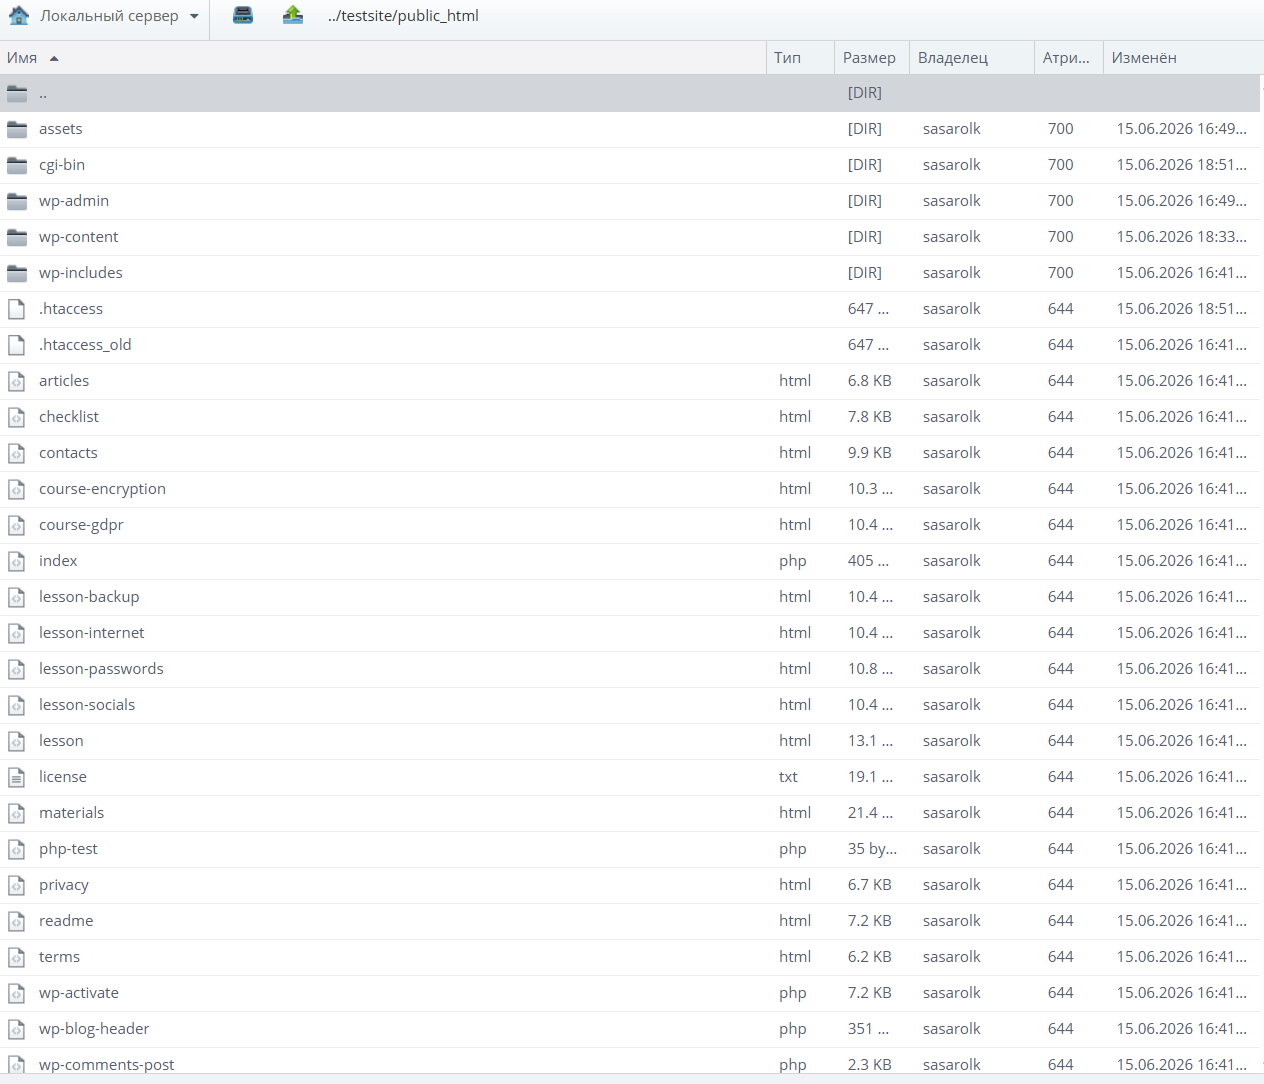 Локальный сервер ../testsite/public_html
Имя Тип Размер Владелец Атри... Изменён
.. [DIR]
assets [DIR] sasarolk 700 15.06.2026 16:49...
cgi-bin [DIR] sasarolk 700 15.06.2026 18:51...
wp-admin [DIR] sasarolk 700 15.06.2026 16:49...
wp-content [DIR] sasarolk 700 15.06.2026 18:33...
wp-includes [DIR] sasarolk 700 15.06.2026 16:41...
.htaccess 647 ... sasarolk 644 15.06.2026 18:51...
.htaccess_old 647 ... sasarolk 644 15.06.2026 16:41...
articles html 6.8 KB sasarolk 644 15.06.2026 16:41...
checklist html 7.8 KB sasarolk 644 15.06.2026 16:41...
contacts html 9.9 KB sasarolk 644 15.06.2026 16:41...
course-encryption html 10.3 ... sasarolk 644 15.06.2026 16:41...
course-gdpr html 10.4 ... sasarolk 644 15.06.2026 16:41...
index php 405 ... sasarolk 644 15.06.2026 16:41...
lesson-backup html 10.4 ... sasarolk 644 15.06.2026 16:41...
lesson-internet html 10.4 ... sasarolk 644 15.06.2026 16:41...
lesson-passwords html 10.8 ... sasarolk 644 15.06.2026 16:41...
lesson-socials html 10.4 ... sasarolk 644 15.06.2026 16:41...
lesson html 13.1 ... sasarolk 644 15.06.2026 16:41...
license txt 19.1 ... sasarolk 644 15.06.2026 16:41...
materials html 21.4 ... sasarolk 644 15.06.2026 16:41...
php-test php 35 by... sasarolk 644 15.06.2026 16:41...
privacy html 6.7 KB sasarolk 644 15.06.2026 16:41...
readme html 7.2 KB sasarolk 644 15.06.2026 16:41...
terms html 6.2 KB sasarolk 644 15.06.2026 16:41...
wp-activate php 7.2 KB sasarolk 644 15.06.2026 16:41...
wp-blog-header php 351 ... sasarolk 644 15.06.2026 16:41...
wp-comments-post php 2.3 KB sasarolk 644 15.06.2026 16:41...